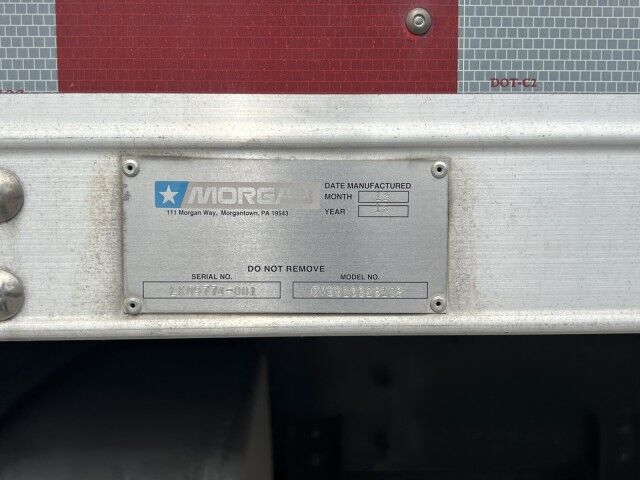 DOT-C2
MORGAN
111 Morgan Way, Morgantown, PA 19543
DATE MANUFACTURED
MONTH
YEAR
DO NOT REMOVE
SERIAL NO.
MODEL NO.